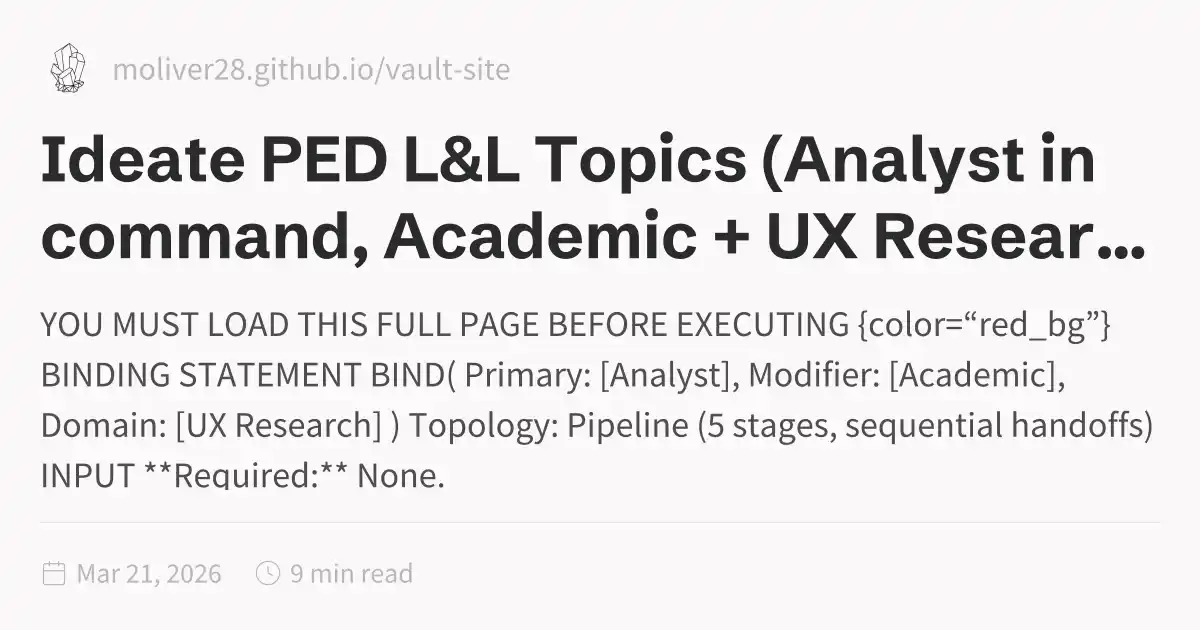 moliver28.github.io/vault-site
Ideate PED L&L Topics (Analyst in
command, Academic + UX Resear...
YOU MUST LOAD THIS FULL PAGE BEFORE EXECUTING {color=“red_bg”}
BINDING STATEMENT BIND( Primary: [Analyst], Modifier: [Academic],
Domain: [UX Research] ) Topology: Pipeline (5 stages, sequential handoffs)
INPUT **Required:** None.
Mar 21, 2026 9 min read